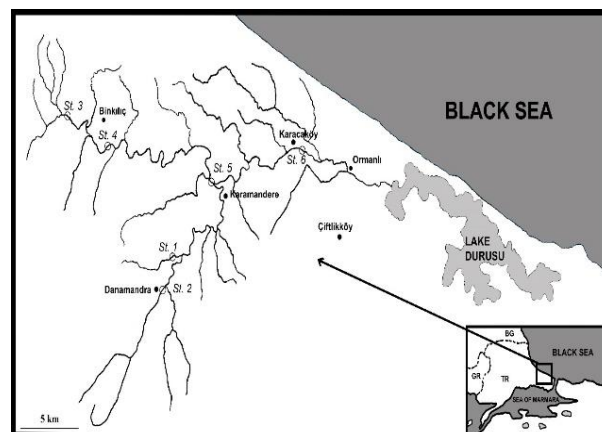 BLACK SEA
St. 3
Binkılıç
St. 4
Karacaköy
St. 6
Ormanlı
St. 5
Karamandere
Çiftlikköy
LAKE
DURUSU
St. 1
Danamandra
St. 2
5 km
BG
BLACK SEA
GR
TR
SEA OF MARMARA